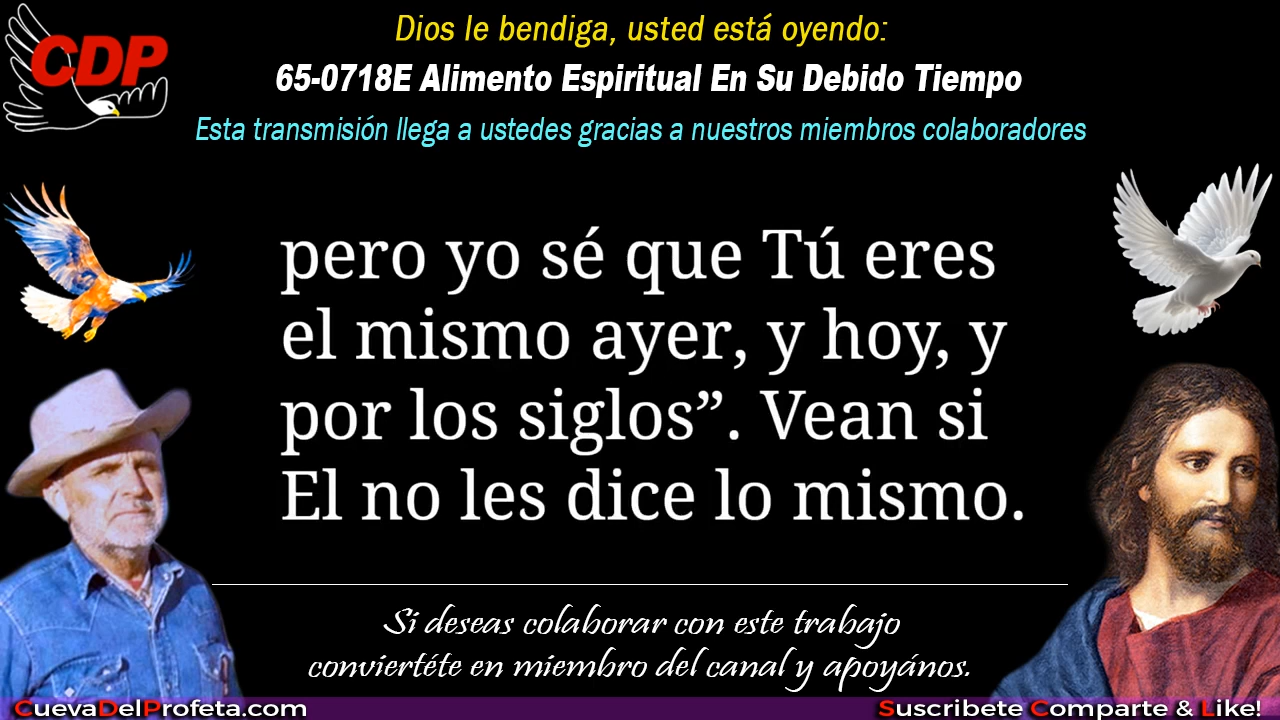 CDP
Dios le bendiga, usted está oyendo:
65-0718E Alimento Espiritual En Su Debido Tiempo
Esta transmisión llega a ustedes gracias a nuestros miembros colaboradores
pero yo sé que Tú eres
el mismo ayer, y hoy, y
por los siglos”. Vean si
El no les dice lo mismo.
Si deseas colaborar con este trabajo
conviertéte en miembro del canal y apoyános.
CuevaDelProfeta.com
Suscribete Comparte & Like!